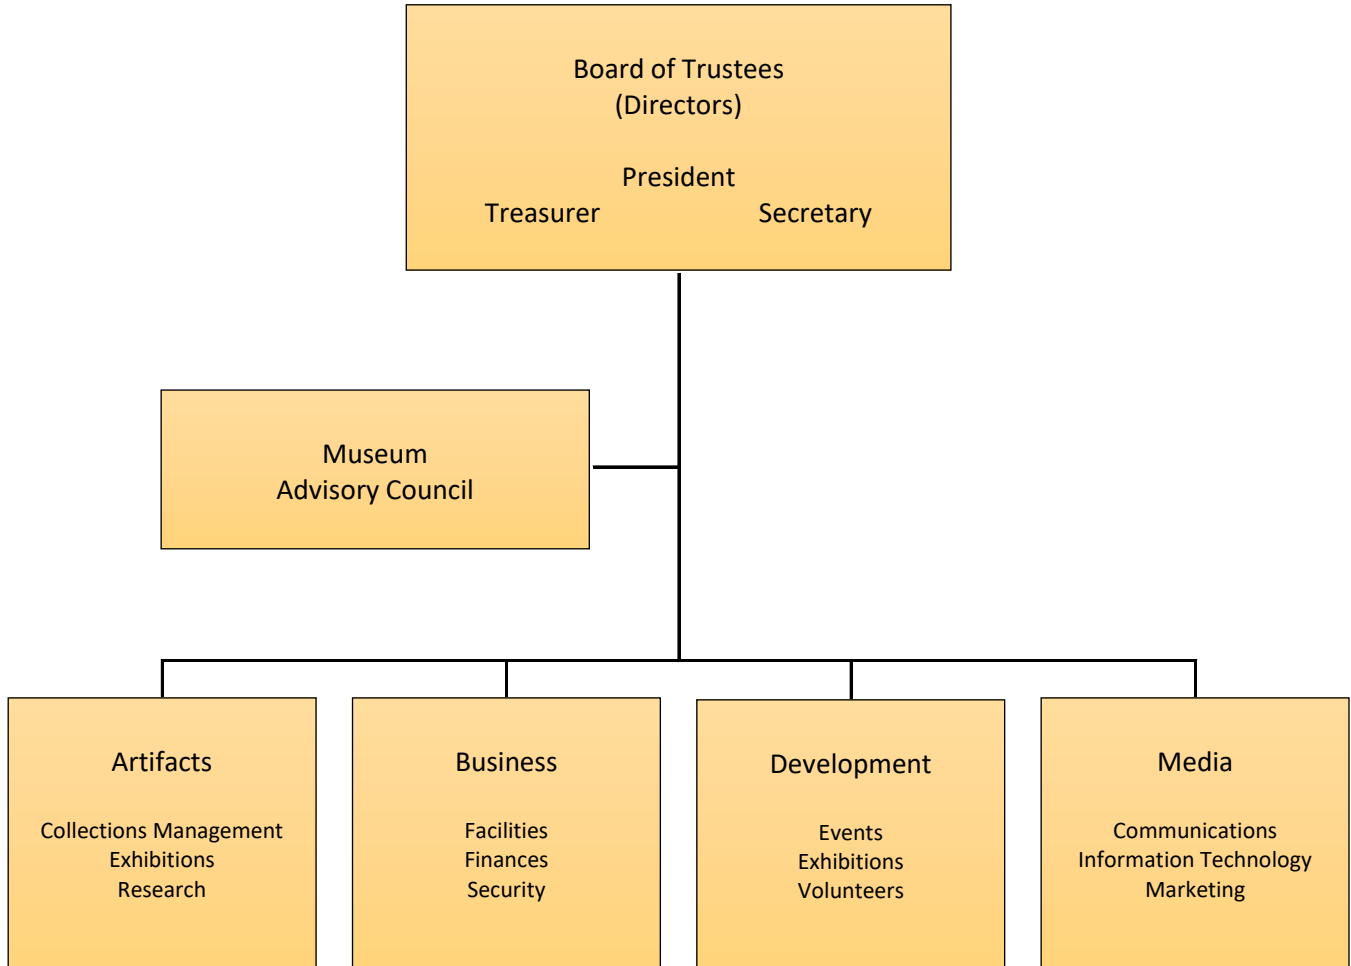 Board of Trustees
(Directors)
President
Treasurer Secretary
Museum
Advisory Council
Artifacts
Collections Management
Exhibitions
Research
Business
Facilities
Finances
Security
Development
Events
Exhibitions
Volunteers
Media
Communications
Information Technology
Marketing